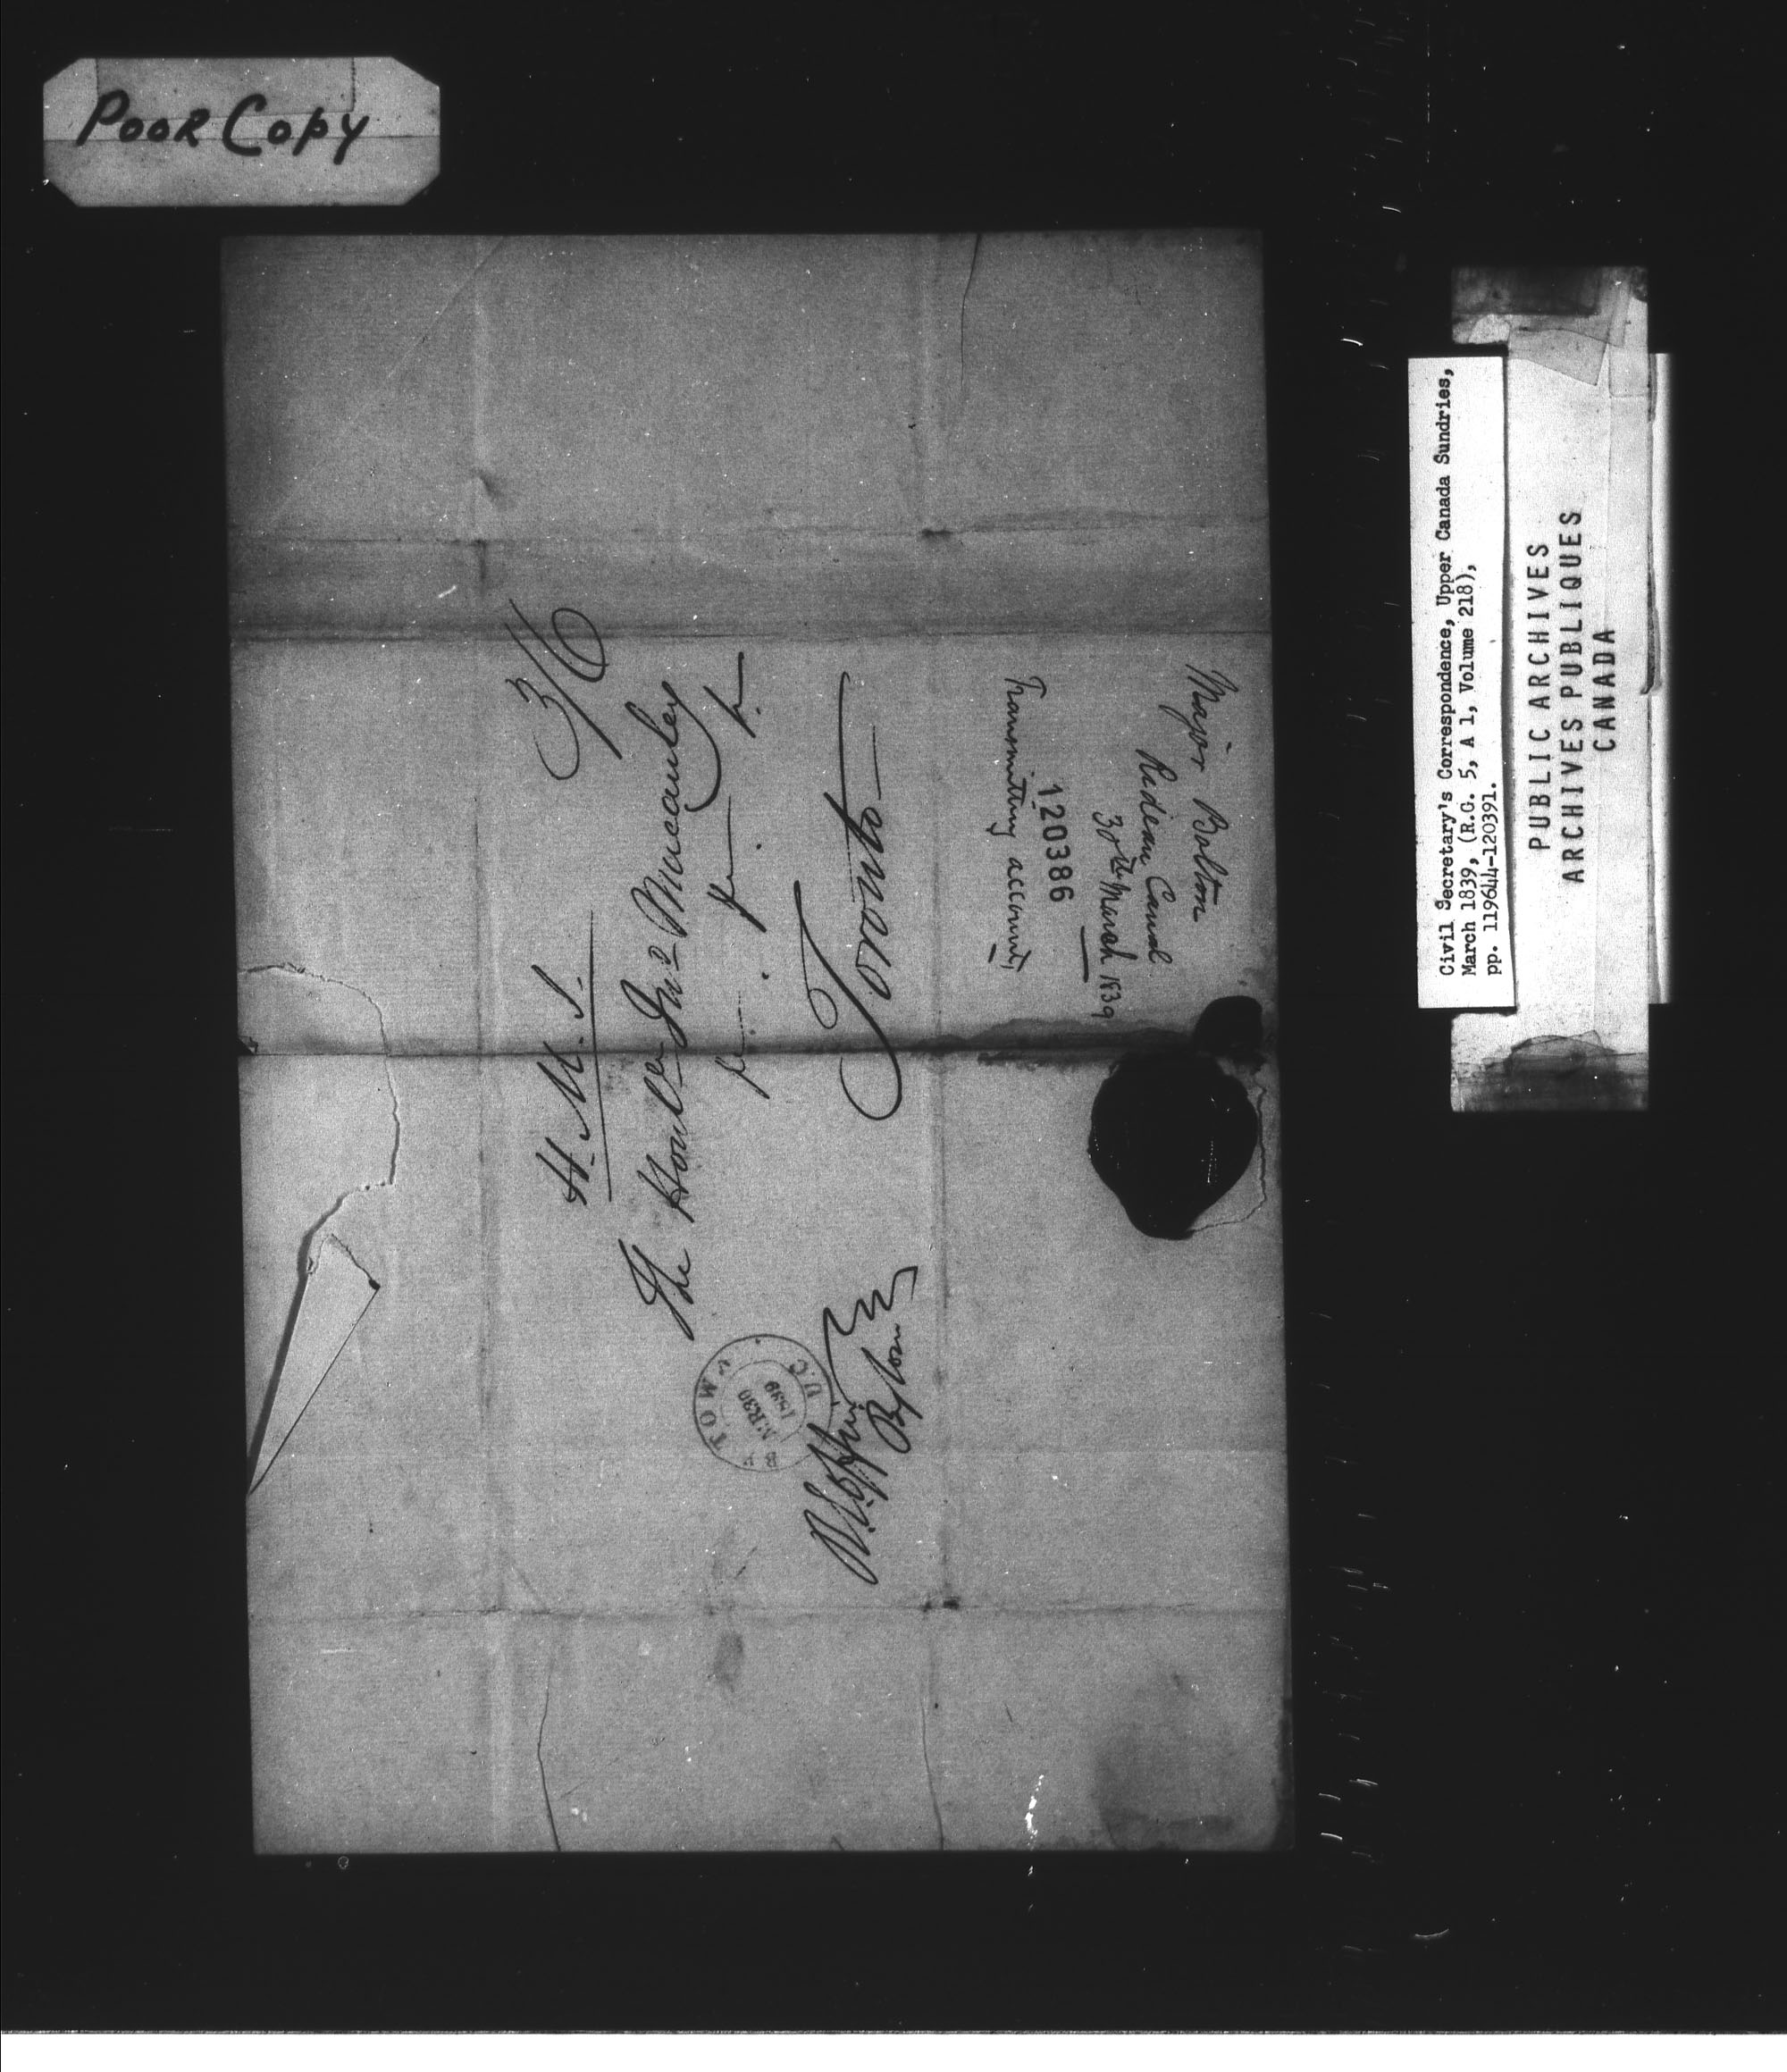 Poor Copy
3/6
H. M. S.
The Honble Jno Macaulay
&c. &c. &c.
Toronto
BYTOWN
MR30
1839
U.C
Bytown
Major Bolton
Rideau Canal
30th March 1839
120386
Transmitting accounts
Civil Secretary's Correspondence, Upper Canada Sundries,
March 1839, (R.G. 5, A 1, Volume 218),
pp. 119644-120391.
PUBLIC ARCHIVES
ARCHIVES PUBLIQUES
CANADA